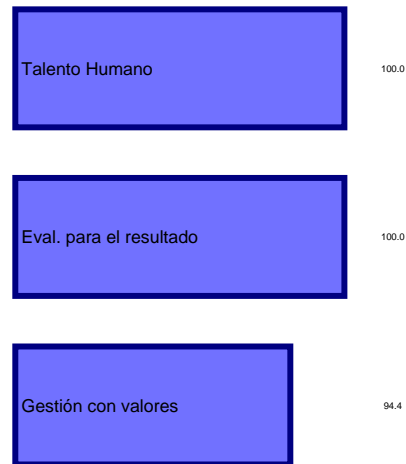 Talento Humano 100.0
Eval. para el resultado 100.0
Gestión con valores 94.4